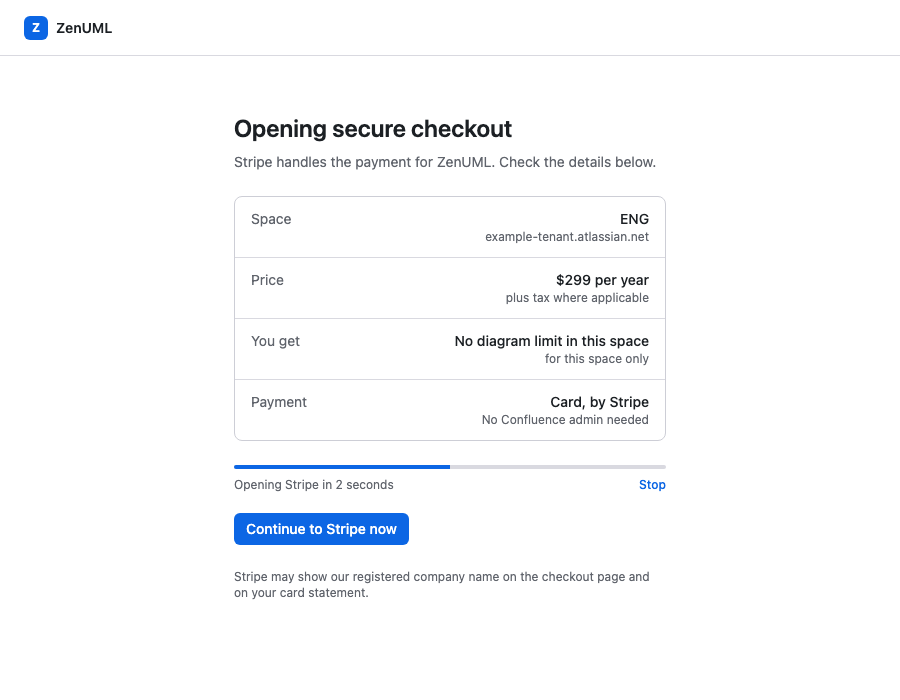 Z ZenUML
Opening secure checkout
Stripe handles the payment for ZenUML. Check the details below.
Space ENG
example-tenant.atlassian.net
Price $299 per year
plus tax where applicable
You get No diagram limit in this space
for this space only
Payment Card, by Stripe
No Confluence admin needed
Opening Stripe in 2 seconds Stop
Continue to Stripe now
Stripe may show our registered company name on the checkout page and
on your card statement.